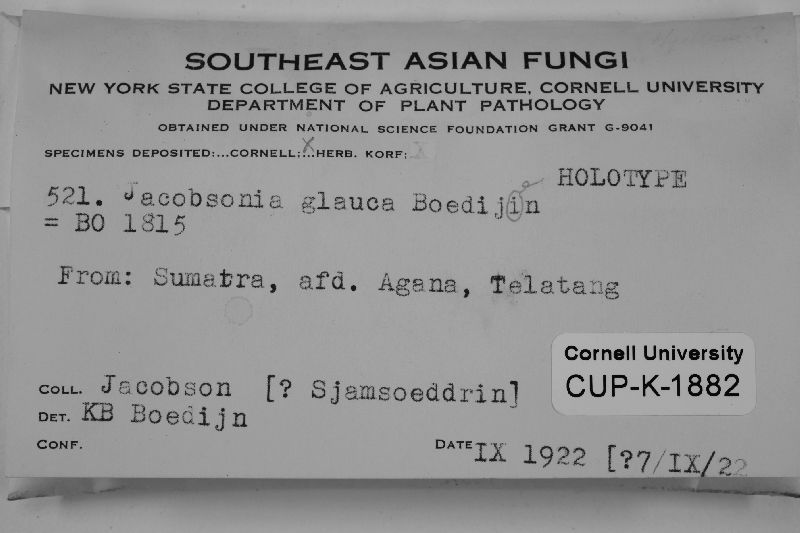 SOUTHEAST ASIAN FUNGI
NEW YORK STATE COLLEGE OF AGRICULTURE, CORNELL UNIVERSITY
DEPARTMENT OF PLANT PATHOLOGY
OBTAINED UNDER NATIONAL SCIENCE FOUNDATION GRANT G-9041
SPECIMENS DEPOSITED:...CORNELL:X..HERB. KORF:
HOLOTYPE
521. Jacobsonia glauca Boedijin
= BO 1815
From: Sumatra, afd. Agana, Telatang
Cornell University
CUP-K-1882
COLL. Jacobson [? Sjamsoeddrin]
DET. KB Boedijn
CONF.
DATE IX 1922 [?7/IX/22